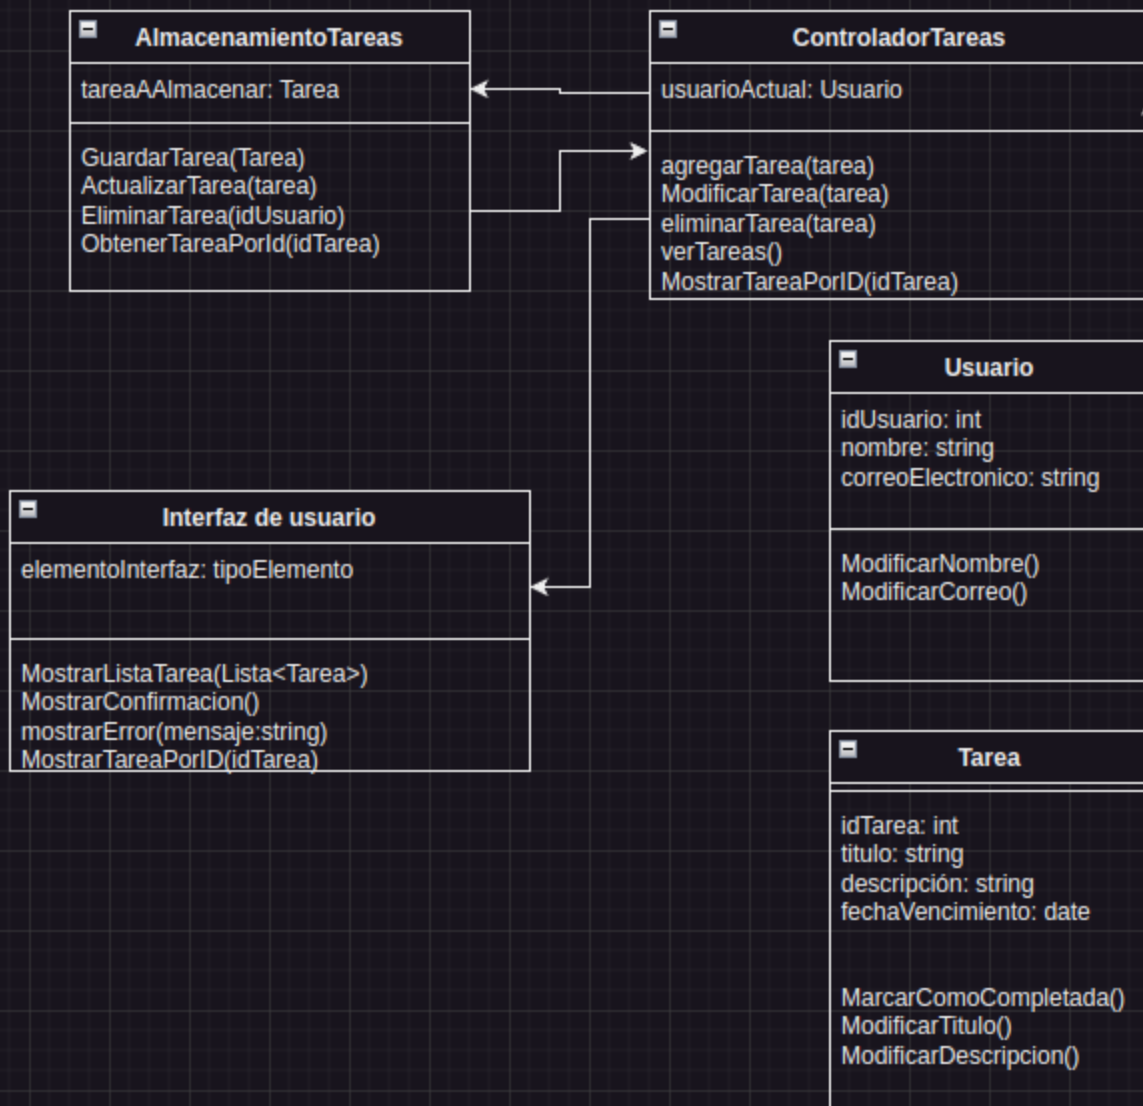 AlmacenamientoTareas
tareaAAlmacenar: Tarea
GuardarTarea(Tarea)
ActualizarTarea(tarea)
EliminarTarea(idUsuario)
ObtenerTareaPorId(idTarea)
ControladorTareas
usuarioActual: Usuario
agregarTarea(tarea)
ModificarTarea(tarea)
eliminarTarea(tarea)
verTareas()
MostrarTareaPorID(idTarea)
Usuario
idUsuario: int
nombre: string
correoElectronico: string
ModificarNombre()
ModificarCorreo()
Interfaz de usuario
elementoInterfaz: tipoElemento
MostrarListaTarea(Lista<Tarea>)
MostrarConfirmacion()
mostrarError(mensaje:string)
MostrarTareaPorID(idTarea)
Tarea
idTarea: int
titulo: string
descripción: string
fechaVencimiento: date
MarcarComoCompletada()
ModificarTitulo()
ModificarDescripcion()